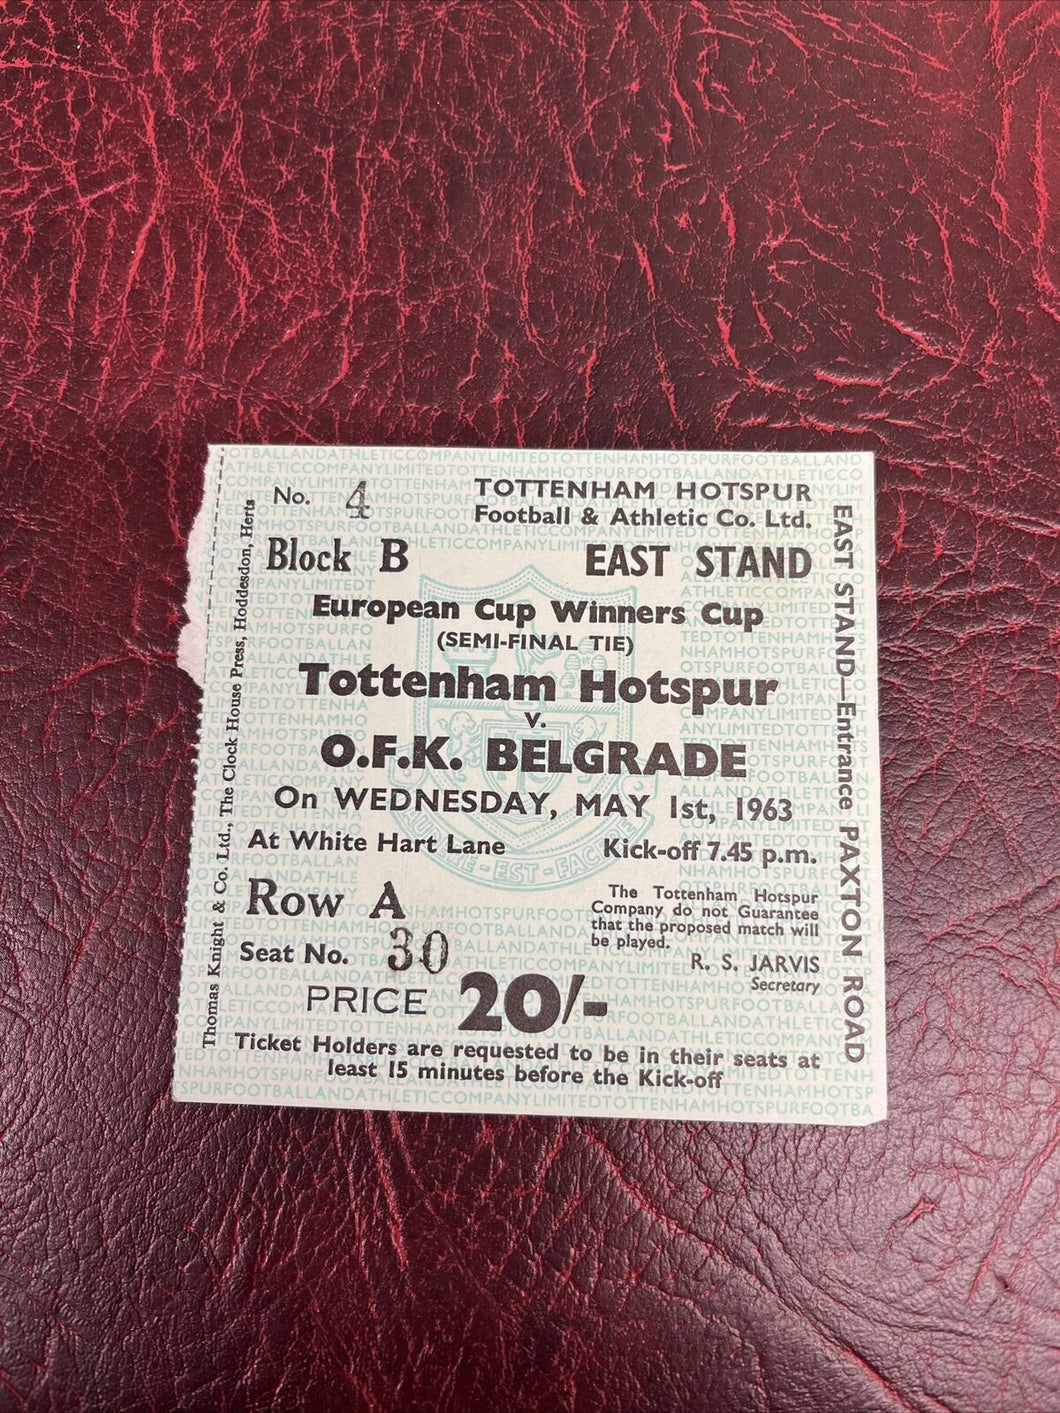 No. 4
TOTTENHAM HOTSPUR
Football & Athletic Co. Ltd.
Block B
EAST STAND
European Cup Winners Cup
(SEMI-FINAL TIE)
Tottenham Hotspur
v.
O.F.K. BELGRADE
On WEDNESDAY, MAY 1st, 1963
At White Hart Lane
Kick-off 7.45 p.m.
Row A
Seat No. 30
PRICE 20/-
The Tottenham Hotspur
Company do not Guarantee
that the proposed match will
be played.
R. S. JARVIS
Secretary
Ticket Holders are requested to be in their seats at
least 15 minutes before the Kick-off
EAST STAND—Entrance PAXTON ROAD
Thomas Knight & Co. Ltd., The Clock House Press, Hoddesdon, Herts